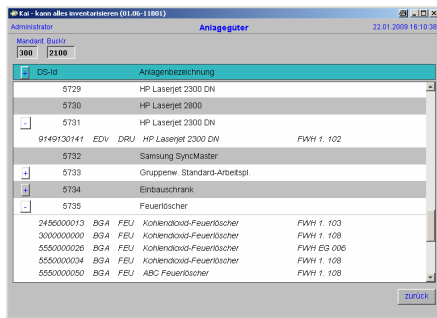 Kai - kann alles inventarisieren (01.06-11B01)
Administrator Anlagegüter 22.01.2009 16:10:38
Mandant BucKr
300 2100
+ DS-Id Anlagenbezeichnung
5729 HP Laserjet 2300 DN
5730 HP Laserjet 2800
- 5731 HP Laserjet 2300 DN
9149130141 EDV DRU HP Laserjet 2300 DN FWH 1. 102
5732 Samsung SyncMaster
+ 5733 Gruppenw. Standard-Arbeitspl.
+ 5734 Einbauschrank
- 5735 Feuerlöscher
2456000013 BGA FEU Kohlendioxid-Feuerlöscher FWH 1. 103
3000000000 BGA FEU Kohlendioxid-Feuerlöscher FWH 1. 108
5550000026 BGA FEU Kohlendioxid-Feuerlöscher FWH EG 006
5550000034 BGA FEU Kohlendioxid-Feuerlöscher FWH 1. 108
5550000050 BGA FEU ABC Feuerlöscher FWH 1. 108
zurück